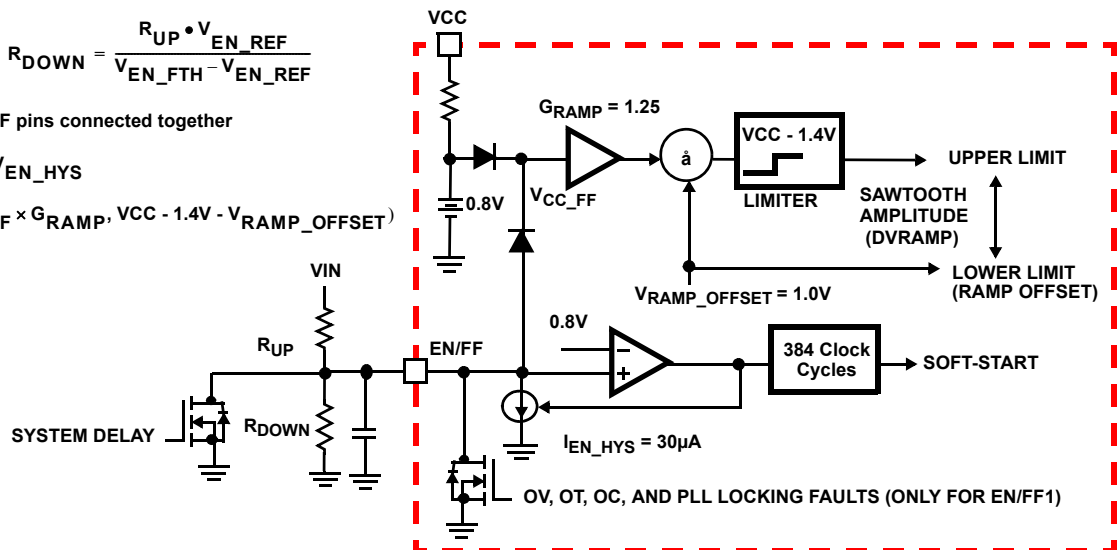 R_DOWN = R_UP • V_EN_REF / V_EN_FTH – V_EN_REF
F pins connected together
V_EN_HYS
F × G_RAMP, VCC - 1.4V - V_RAMP_OFFSET)
VCC
G_RAMP = 1.25
VCC - 1.4V
LIMITER
å
UPPER LIMIT
V_CC_FF
0.8V
SAWTOOTH
AMPLITUDE
(DVRAMP)
LOWER LIMIT
(RAMP OFFSET)
V_RAMP_OFFSET = 1.0V
VIN
R_UP
EN/FF
0.8V
–
+
384 Clock
Cycles
SOFT-START
SYSTEM DELAY
R_DOWN
I_EN_HYS = 30µA
OV, OT, OC, AND PLL LOCKING FAULTS (ONLY FOR EN/FF1)